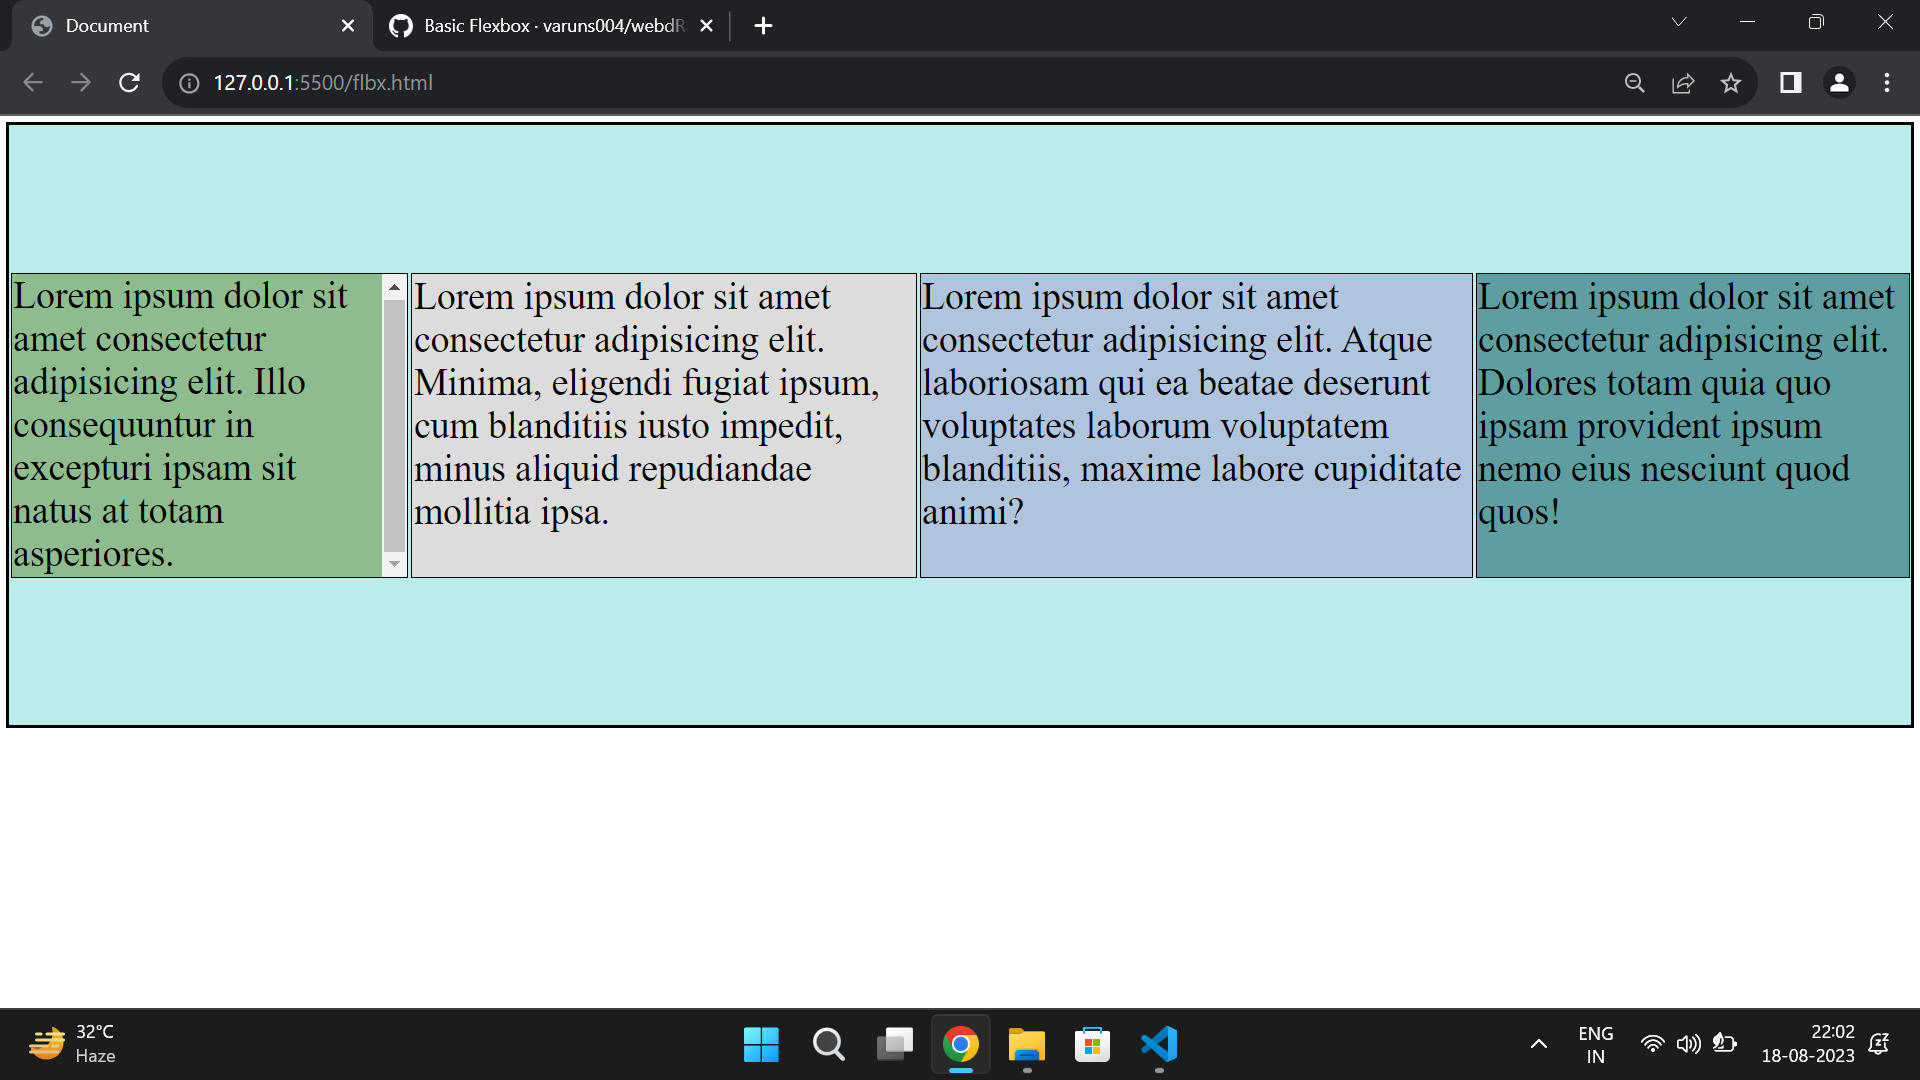 Document
Basic Flexbox · varuns004/webdR
127.0.0.1:5500/flbx.html
Lorem ipsum dolor sit
amet consectetur
adipisicing elit. Illo
consequuntur in
excepturi ipsam sit
natus at totam
asperiores.
Lorem ipsum dolor sit amet
consectetur adipisicing elit.
Minima, eligendi fugiat ipsum,
cum blanditiis iusto impedit,
minus aliquid repudiandae
mollitia ipsa.
Lorem ipsum dolor sit amet
consectetur adipisicing elit. Atque
laboriosam qui ea beatae deserunt
voluptates laborum voluptatem
blanditiis, maxime labore cupiditate
animi?
Lorem ipsum dolor sit amet
consectetur adipisicing elit.
Dolores totam quia quo
ipsam provident ipsum
nemo eius nesciunt quod
quos!
32°C
Haze
ENG
IN
22:02
18-08-2023